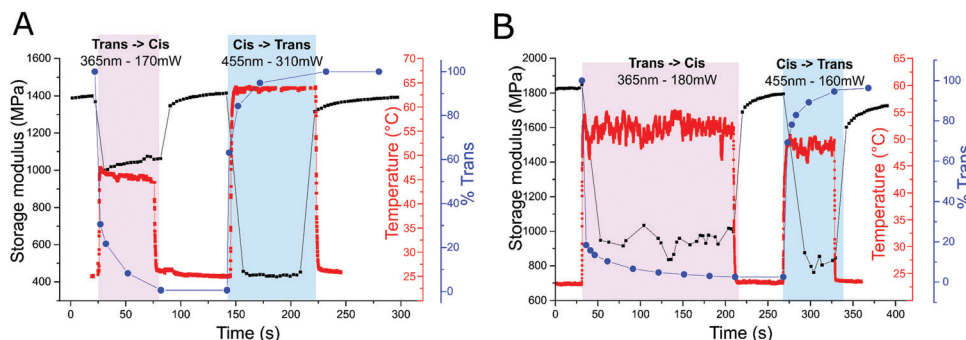 A
Trans -> Cis
365nm - 170mW
Cis -> Trans
455nm - 310mW
Storage modulus (MPa)
1600
1400
1200
1000
800
600
400
0 50 100 150 200 250 300
Time (s)
Temperature (°C)
70
65
60
55
50
45
40
35
30
25
20
% Trans
100
80
60
40
20
0
B
Trans -> Cis
365nm - 180mW
Cis -> Trans
455nm - 160mW
Storage modulus (MPa)
2000
1800
1600
1400
1200
1000
800
600
0 50 100 150 200 250 300 350 400
Time (s)
Temperature (°C)
65
60
55
50
45
40
35
30
25
% Trans
100
80
60
40
20
0